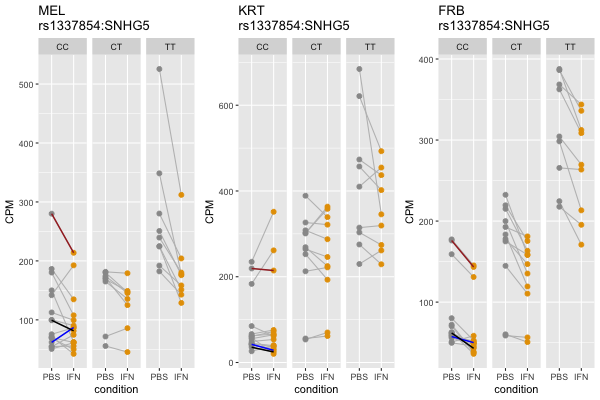 MEL
rs1337854:SNHG5
CC CT TT
CPM
500
400
300
200
100
PBS IFN PBS IFN PBS IFN
condition
KRT
rs1337854:SNHG5
CC CT TT
CPM
600
400
200
0
PBS IFN PBS IFN PBS IFN
condition
FRB
rs1337854:SNHG5
CC CT TT
CPM
400
300
200
100
PBS IFN PBS IFN PBS IFN
condition